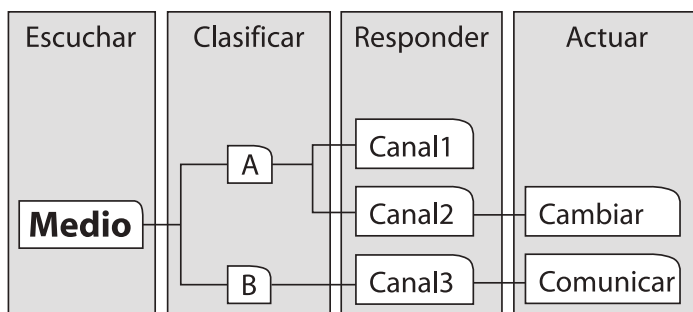 Escuchar
Clasificar
Responder
Actuar
Medio
A
B
Canal1
Canal2
Canal3
Cambiar
Comunicar